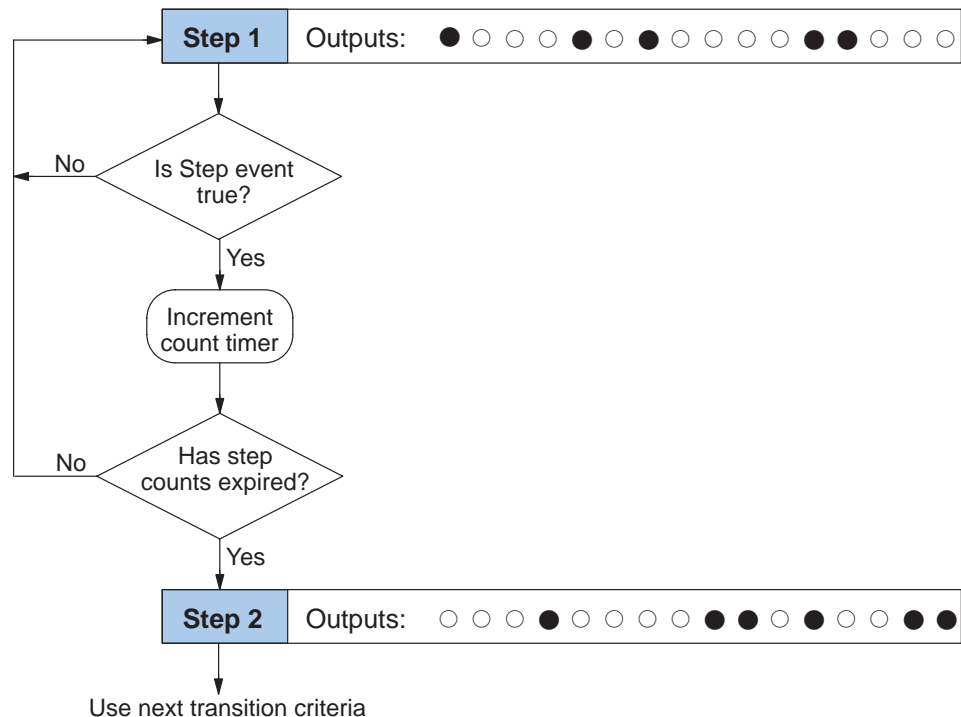 Step 1 Outputs:
No
Is Step event
true?
Yes
Increment
count timer
No
Has step
counts expired?
Yes
Step 2 Outputs:
Use next transition criteria